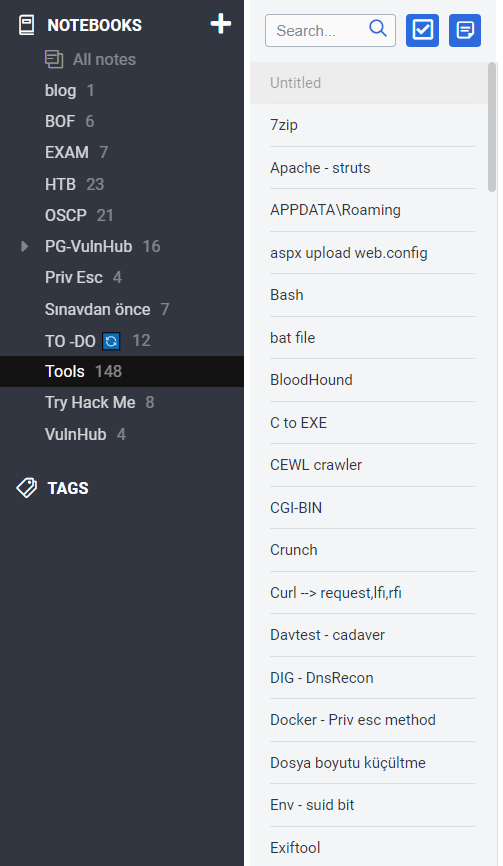 NOTEBOOKS
All notes
blog 1
BOF 6
EXAM 7
HTB 23
OSCP 21
PG-VulnHub 16
Priv Esc 4
Sınavdan önce 7
TO -DO 🔄 12
Tools 148
Try Hack Me 8
VulnHub 4
TAGS
Search...
Untitled
7zip
Apache - struts
APPDATA\Roaming
aspx upload web.config
Bash
bat file
BloodHound
C to EXE
CEWL crawler
CGI-BIN
Crunch
Curl --> request,lfi,rfi
Davtest - cadaver
DIG - DnsRecon
Docker - Priv esc method
Dosya boyutu küçültme
Env - suid bit
Exiftool